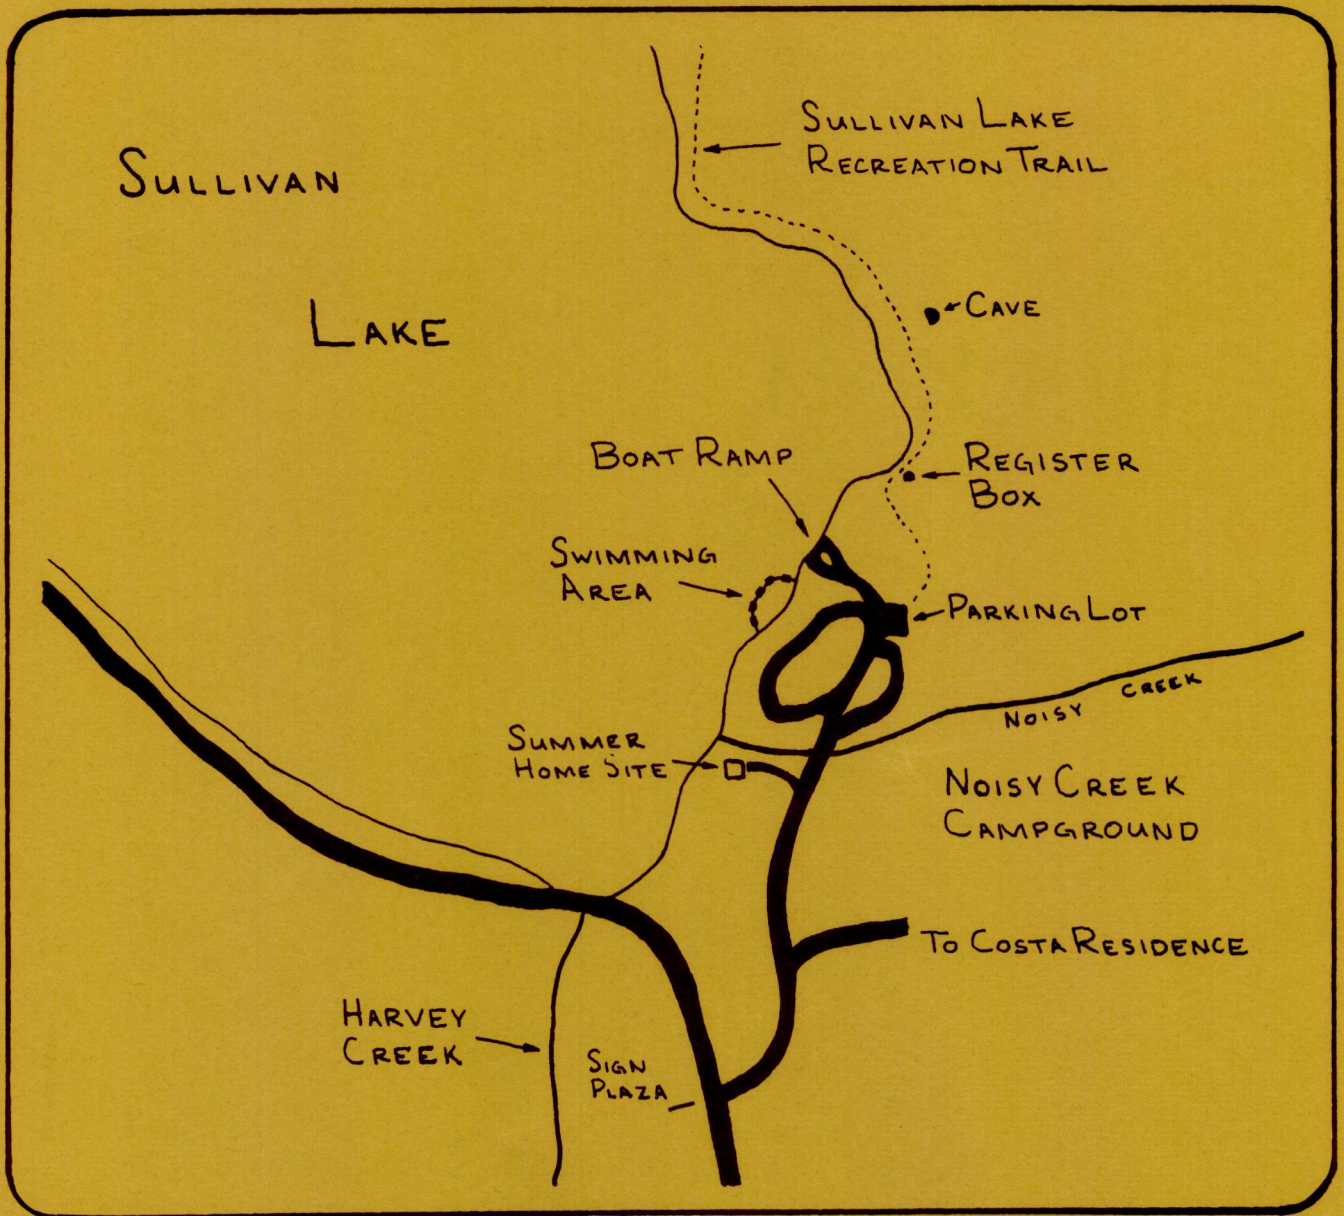 SULLIVAN LAKE
RECREATION TRAIL
SULLIVAN
LAKE
CAVE
BOAT RAMP
REGISTER
BOX
SWIMMING
AREA
PARKING LOT
NOISY CREEK
SUMMER
HOME SITE
NOISY CREEK
CAMPGROUND
TO COSTA RESIDENCE
HARVEY
CREEK
SIGN
PLAZA